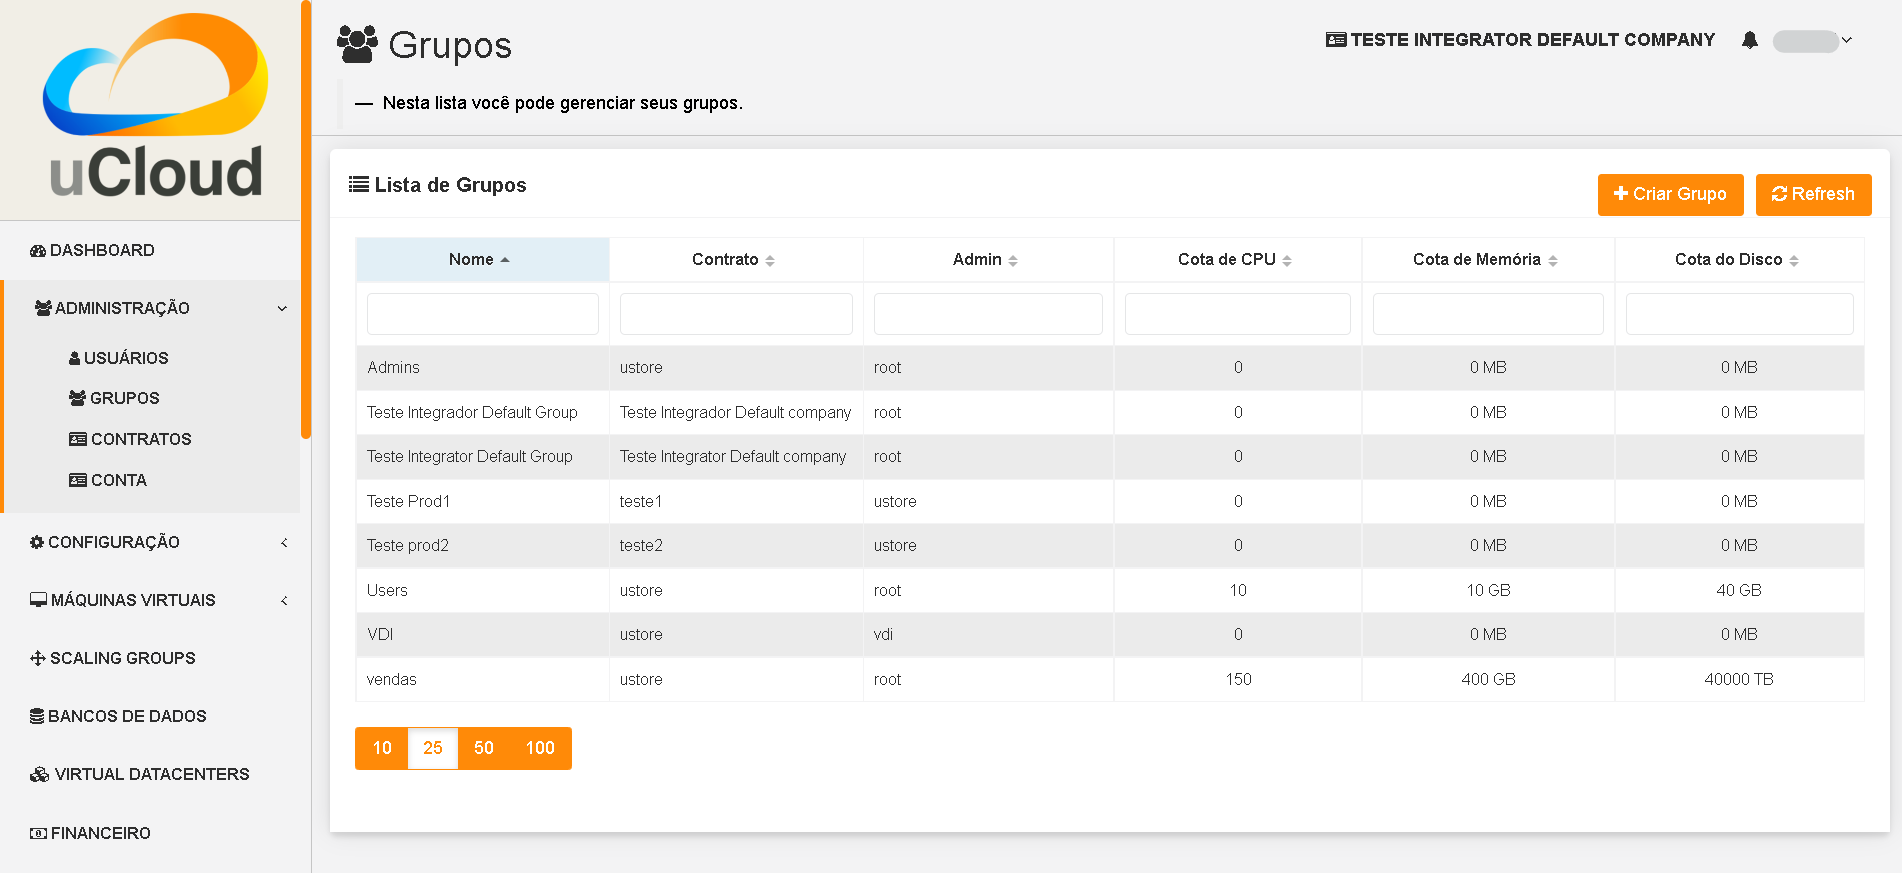 uCloud
DASHBOARD
ADMINISTRAÇÃO
USUÁRIOS
GRUPOS
CONTRATOS
CONTA
CONFIGURAÇÃO
MÁQUINAS VIRTUAIS
SCALING GROUPS
BANCOS DE DADOS
VIRTUAL DATACENTERS
FINANCEIRO
Grupos
TESTE INTEGRATOR DEFAULT COMPANY
— Nesta lista você pode gerenciar seus grupos.
Lista de Grupos
Criar Grupo Refresh
Nome Contrato Admin Cota de CPU Cota de Memória Cota do Disco
Admins ustore root 0 0 MB 0 MB
Teste Integrador Default Group Teste Integrador Default company root 0 0 MB 0 MB
Teste Integrator Default Group Teste Integrator Default company root 0 0 MB 0 MB
Teste Prod1 teste1 ustore 0 0 MB 0 MB
Teste prod2 teste2 ustore 0 0 MB 0 MB
Users ustore root 10 10 GB 40 GB
VDI ustore vdi 0 0 MB 0 MB
vendas ustore root 150 400 GB 40000 TB
10 25 50 100